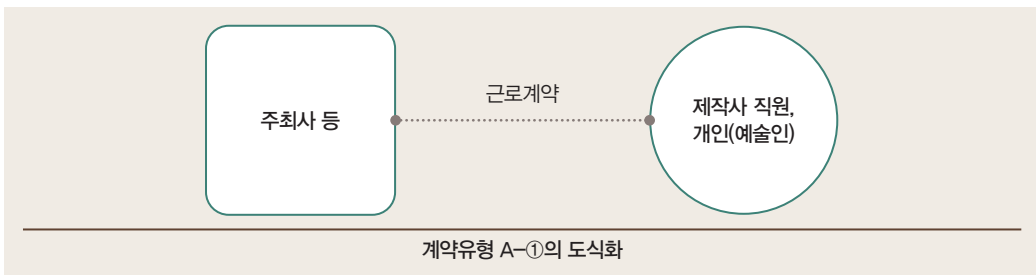 근로계약
주최사 등
제작사 직원,
개인(예술인)
계약유형 A-①의 도식화